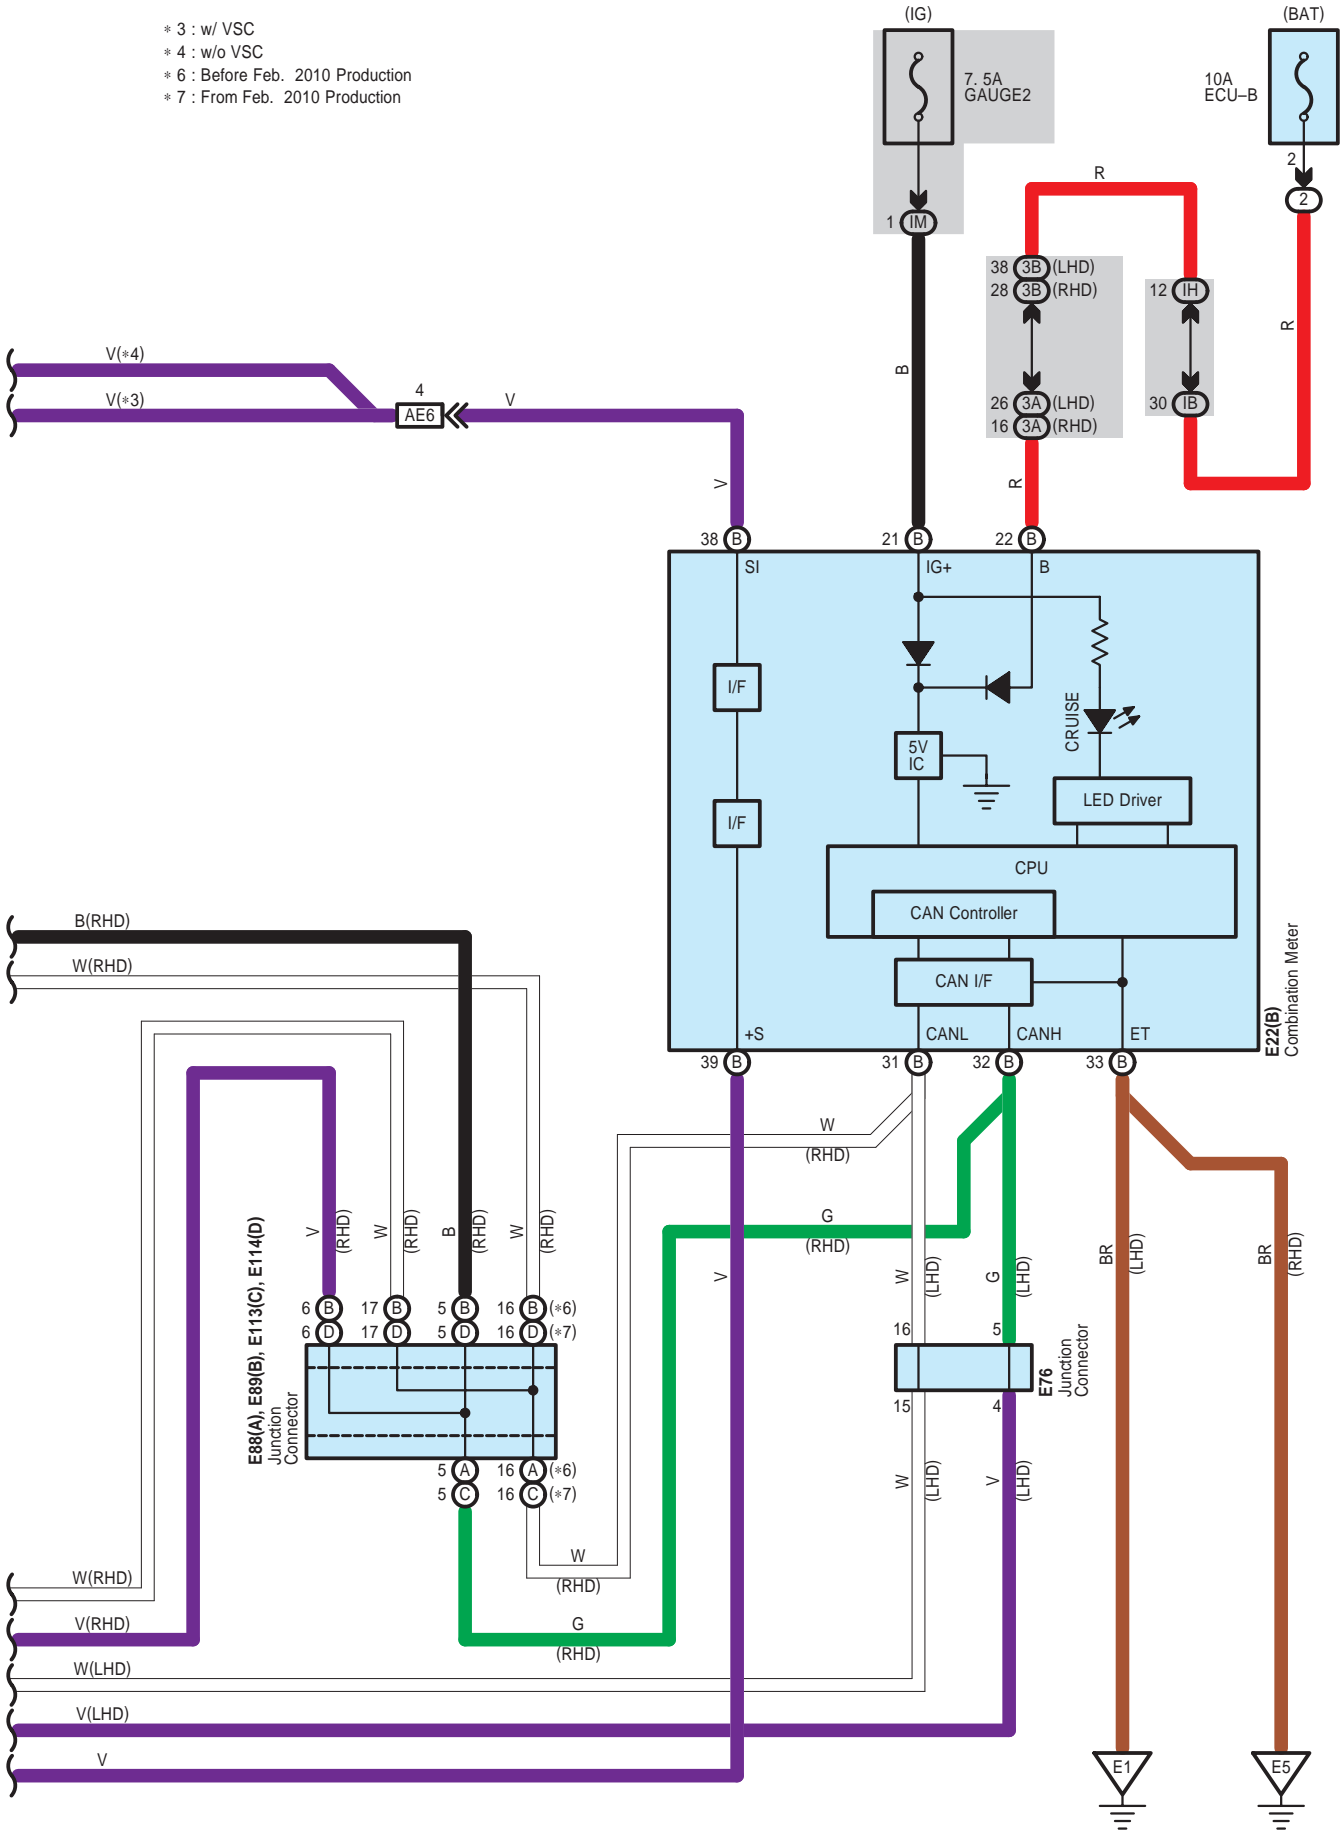 ∗ 3 : w/ VSC
∗ 4 : w/o VSC
∗ 6 : Before Feb. 2010 Production
∗ 7 : From Feb. 2010 Production
(IG)
(BAT)
7. 5A
GAUGE2
10A
ECU–B
2
2
1 IM
R
38 3B (LHD)
28 3B (RHD)
12 IH
R
B
26 3A (LHD)
16 3A (RHD)
30 IB
V(∗4)
V(∗3)
4
AE6
V
V
R
38 B
21 B
22 B
SI
IG+
B
I/F
CRUISE
5V
IC
LED Driver
I/F
CPU
CAN Controller
CAN I/F
+S
CANL
CANH
ET
E22(B)
Combination Meter
39 B
31 B
32 B
33 B
B(RHD)
W(RHD)
W
(RHD)
G
(RHD)
V
(RHD)
W
(RHD)
B
(RHD)
W
(RHD)
V
W
(LHD)
G
(LHD)
BR
(LHD)
BR
(RHD)
6 B
17 B
5 B
16 B (∗6)
6 D
17 D
5 D
16 D (∗7)
E88(A), E89(B), E113(C), E114(D)
Junction
Connector
16
5
E76
Junction
Connector
15
4
5 A
16 A (∗6)
5 C
16 C (∗7)
W
(LHD)
V
(LHD)
W
(RHD)
W(RHD)
G
(RHD)
V(RHD)
W(LHD)
V(LHD)
V
E1
E5